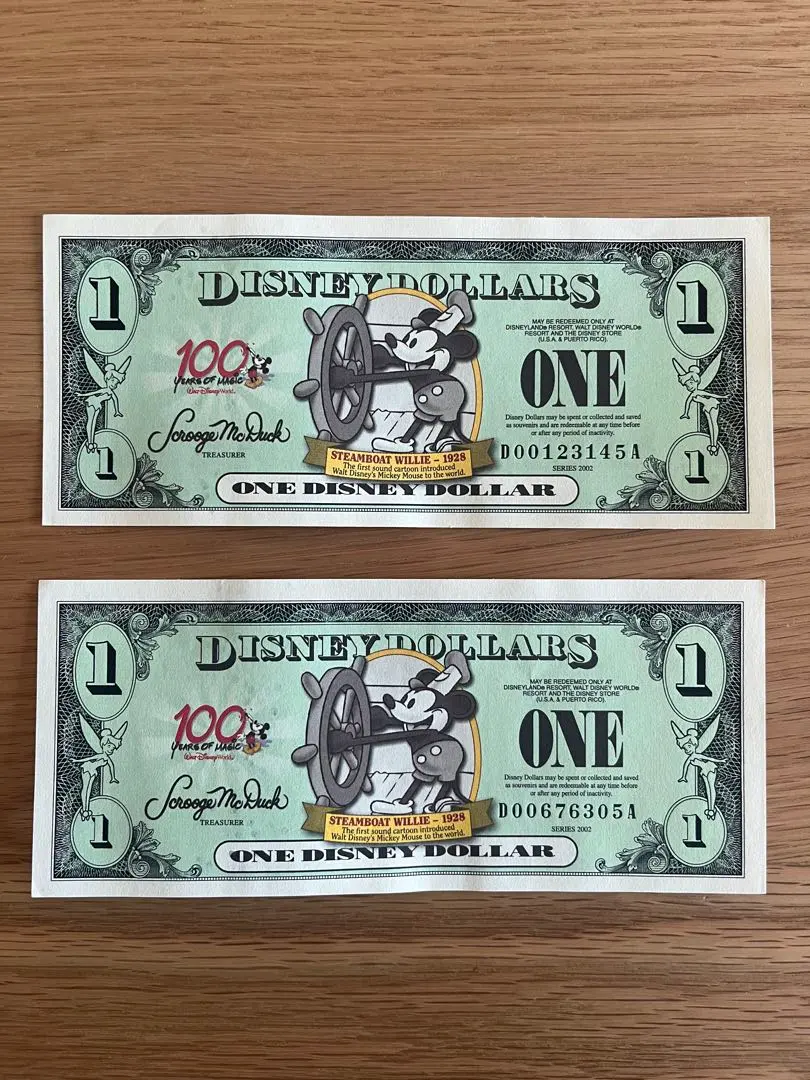 1
DISNEY DOLLARS
1
MAY BE REDEEMED ONLY AT
DISNEYLAND® RESORT, WALT DISNEY WORLD®
RESORT AND THE DISNEY STORE
(U.S.A. & PUERTO RICO).
100
YEARS OF MAGIC
Walt Disney World
ONE
Disney Dollars may be spent or collected and saved
as souvenirs and are redeemable at any time before
or after any period of inactivity.
Scrooge McDuck
TREASURER
STEAMBOAT WILLIE – 1928
The first sound cartoon introduced
Walt Disney's Mickey Mouse to the world.
D00123145A
SERIES 2002
1
ONE DISNEY DOLLAR
1
1
DISNEY DOLLARS
1
MAY BE REDEEMED ONLY AT
DISNEYLAND® RESORT, WALT DISNEY WORLD®
RESORT AND THE DISNEY STORE
(U.S.A. & PUERTO RICO).
100
YEARS OF MAGIC
Walt Disney World
ONE
Disney Dollars may be spent or collected and saved
as souvenirs and are redeemable at any time before
or after any period of inactivity.
Scrooge McDuck
TREASURER
STEAMBOAT WILLIE – 1928
The first sound cartoon introduced
Walt Disney's Mickey Mouse to the world.
D00676305A
SERIES 2002
1
ONE DISNEY DOLLAR
1